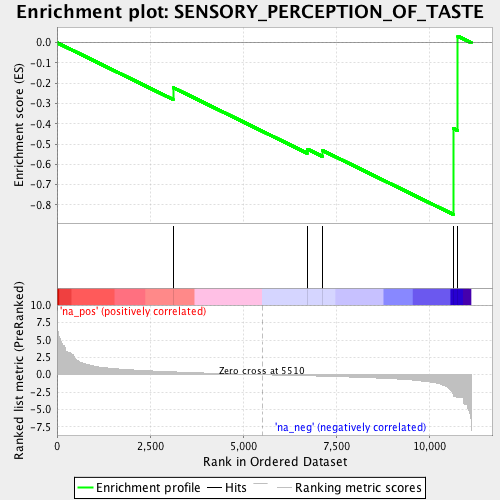 Enrichment plot: SENSORY_PERCEPTION_OF_TASTE
Enrichment score (ES)
0.0
-0.1
-0.2
-0.3
-0.4
-0.5
-0.6
-0.7
-0.8
'na_pos' (positively correlated)
Ranked list metric (PreRanked)
10.0
7.5
5.0
2.5
0.0
-2.5
-5.0
-7.5
Zero cross at 5510
'na_neg' (negatively correlated)
0
2,500
5,000
7,500
10,000
Rank in Ordered Dataset
Enrichment profile
Hits
Ranking metric scores